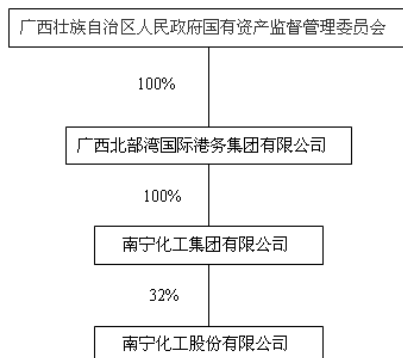 广西壮族自治区人民政府国有资产监督管理委员会
100%
广西北部湾国际港务集团有限公司
100%
南宁化工集团有限公司
32%
南宁化工股份有限公司